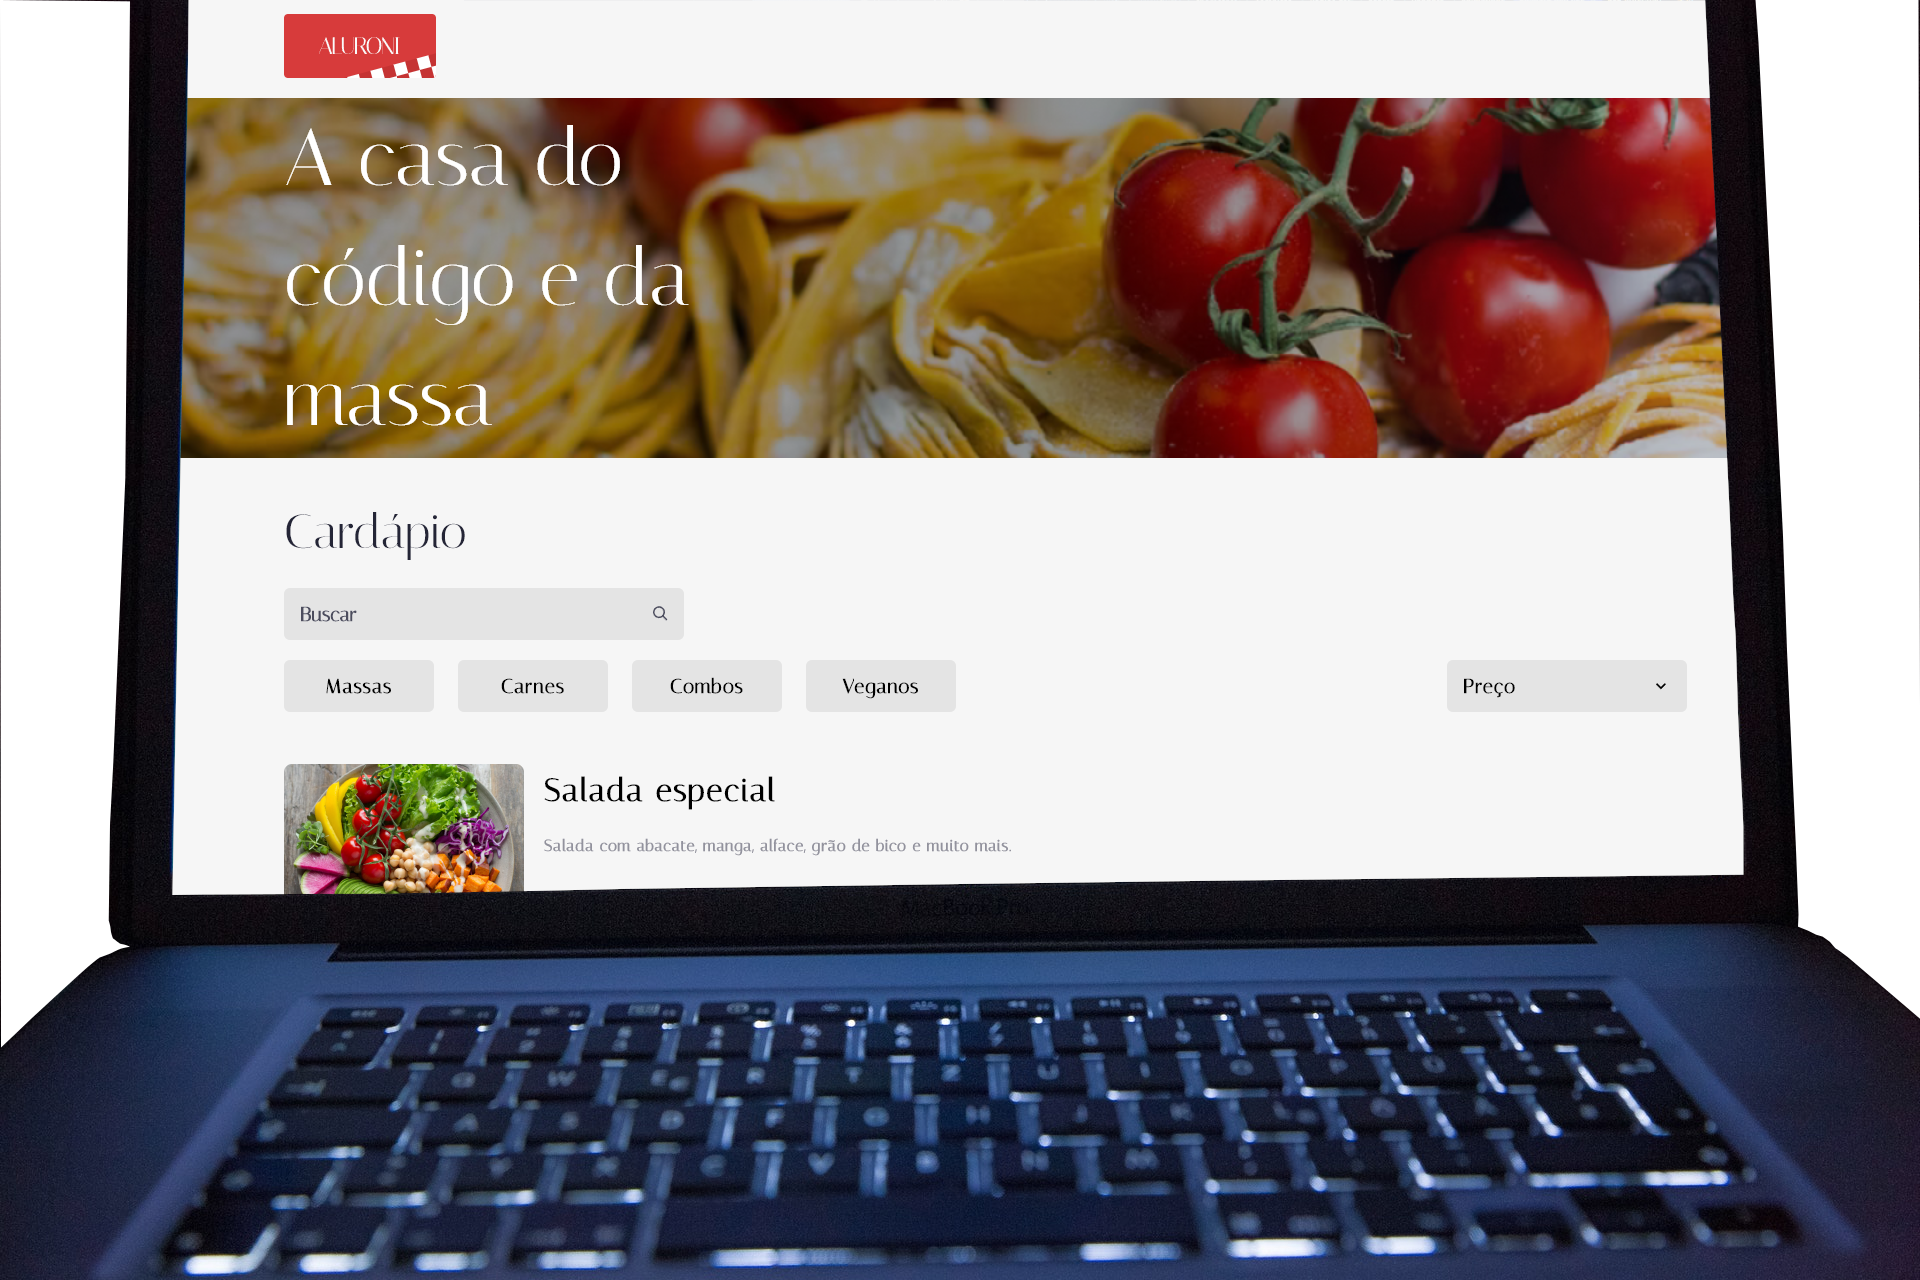 ALURONI
A casa do
código e da
massa
Cardápio
Buscar
Massas
Carnes
Combos
Veganos
Preço
Salada especial
Salada com abacate, manga, alface, grão de bico e muito mais.
MacBook Pro